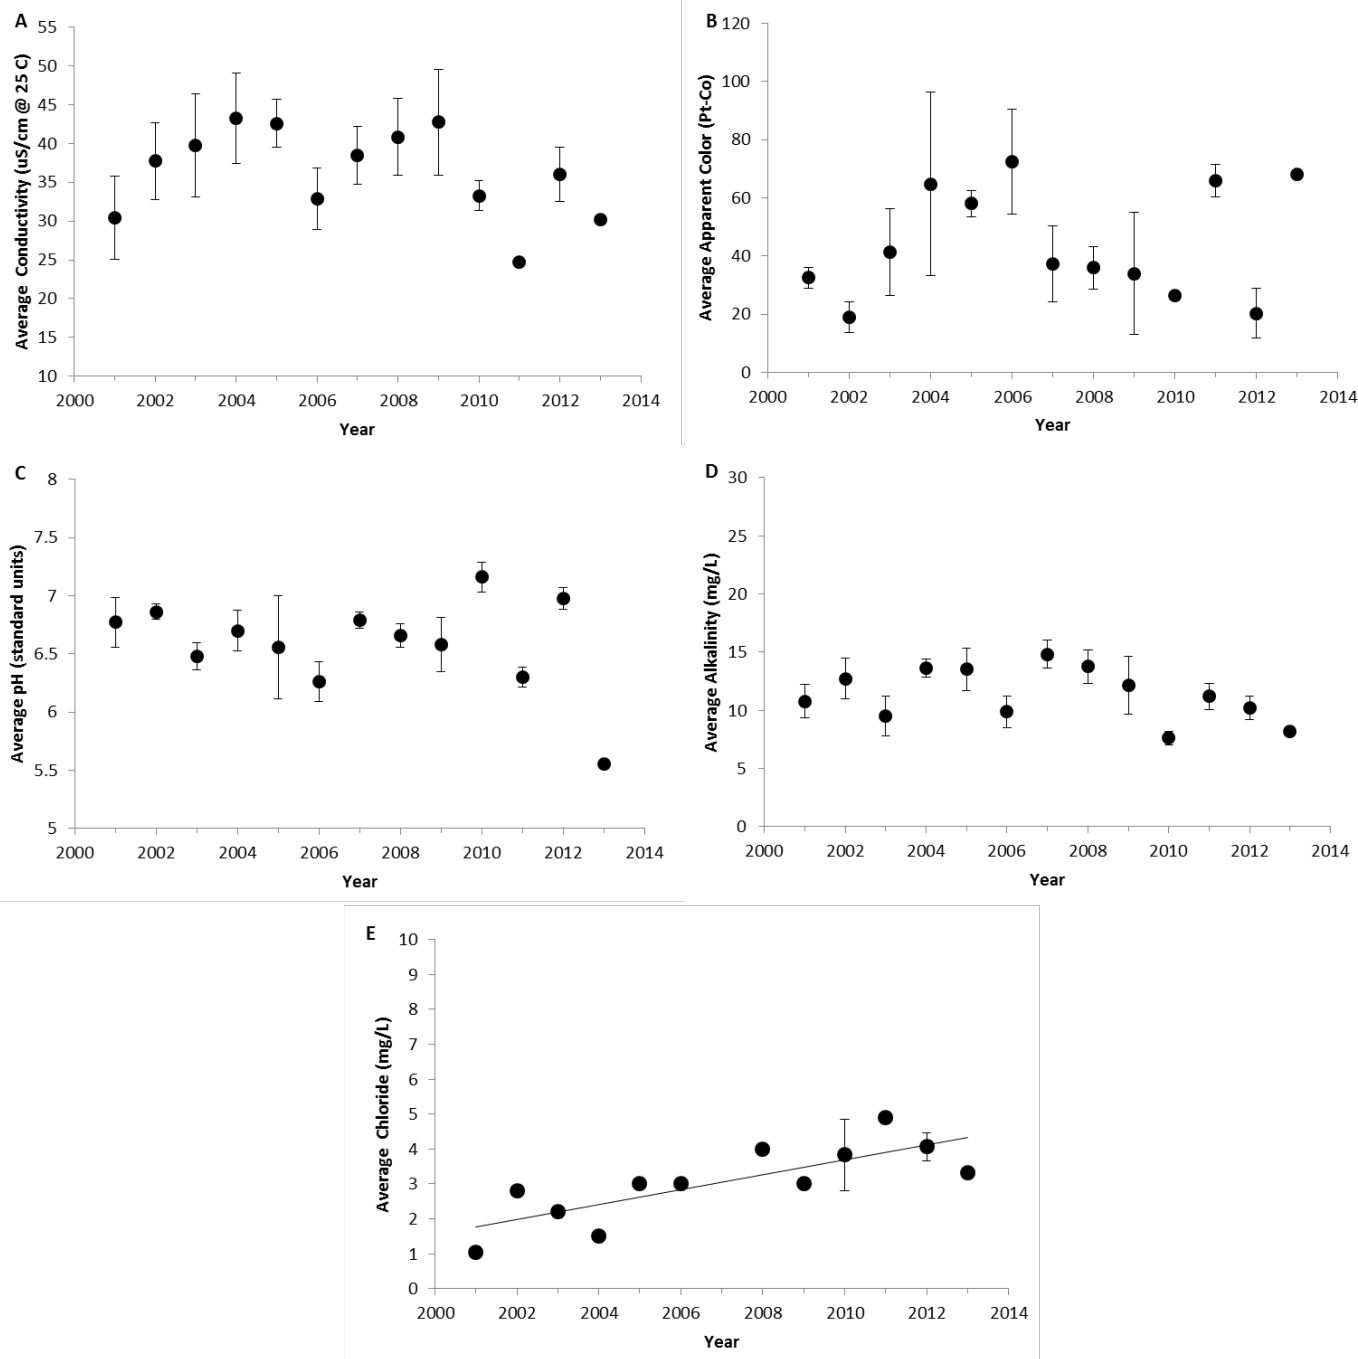 A
Average Conductivity (uS/cm @ 25 C)
55
50
45
40
35
30
25
20
15
10
2000 2002 2004 2006 2008 2010 2012 2014
Year
B
Average Apparent Color (Pt-Co)
120
100
80
60
40
20
0
2000 2002 2004 2006 2008 2010 2012 2014
Year
C
Average pH (standard units)
8
7.5
7
6.5
6
5.5
5
2000 2002 2004 2006 2008 2010 2012 2014
Year
D
Average Alkalinity (mg/L)
30
25
20
15
10
5
0
2000 2002 2004 2006 2008 2010 2012 2014
Year
E
Average Chloride (mg/L)
10
9
8
7
6
5
4
3
2
1
0
2000 2002 2004 2006 2008 2010 2012 2014
Year